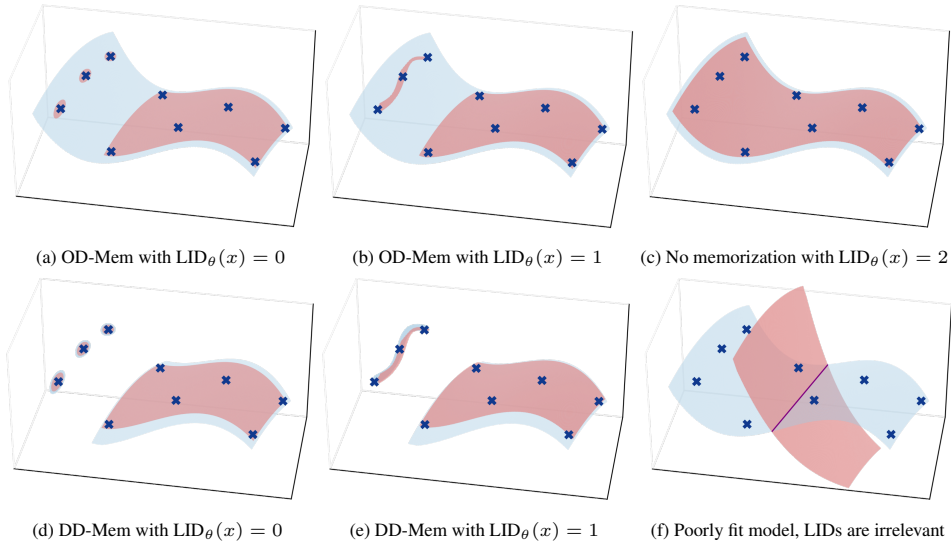 (a) OD-Mem with LID_θ(x) = 0
(b) OD-Mem with LID_θ(x) = 1
(c) No memorization with LID_θ(x) = 2
(d) DD-Mem with LID_θ(x) = 0
(e) DD-Mem with LID_θ(x) = 1
(f) Poorly fit model, LIDs are irrelevant